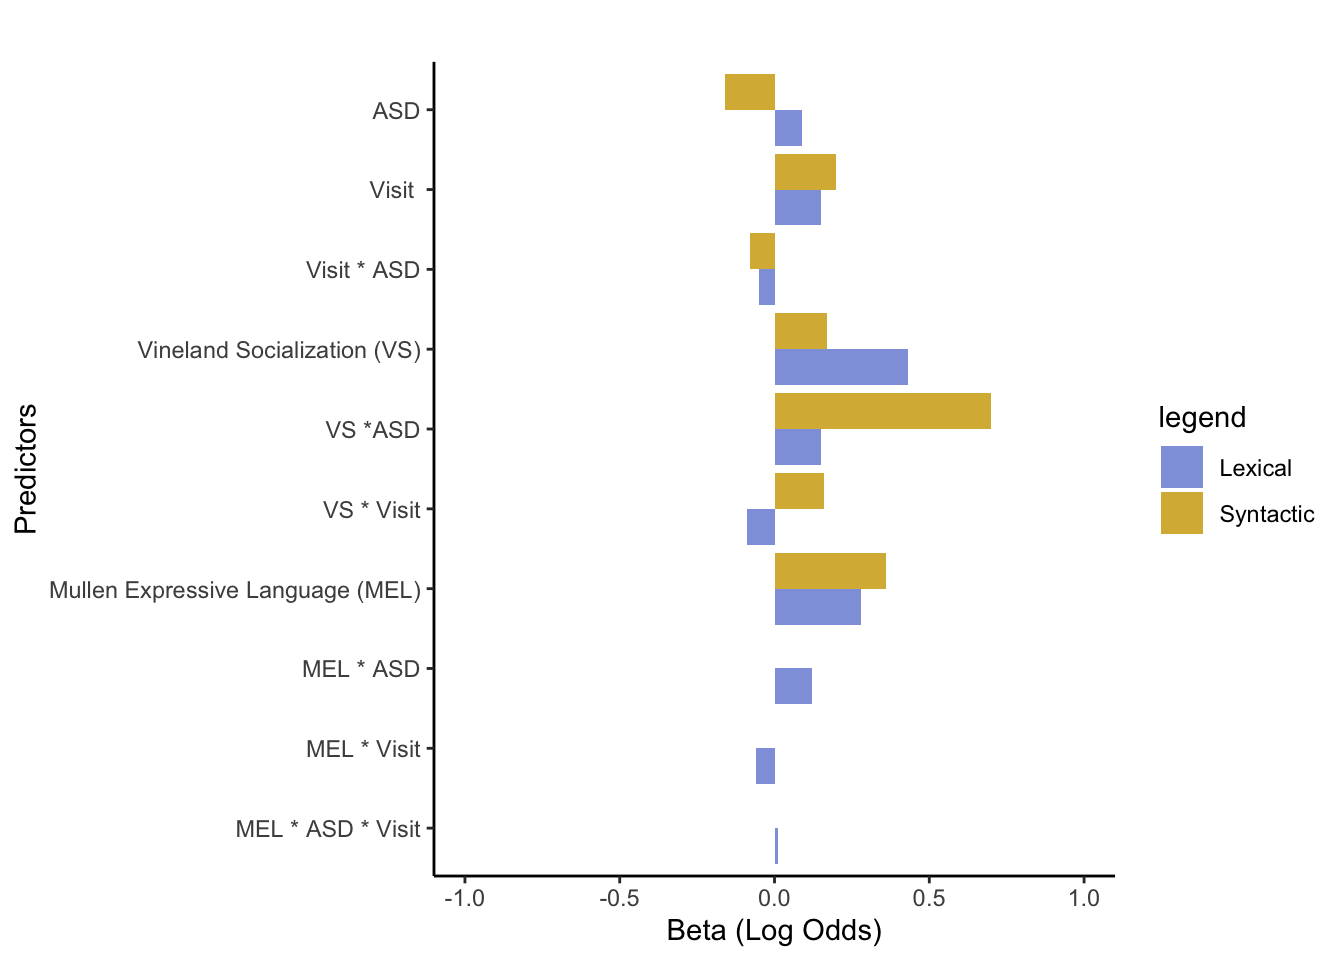 ASD
Visit
Visit * ASD
Vineland Socialization (VS)
VS *ASD
VS * Visit
Mullen Expressive Language (MEL)
MEL * ASD
MEL * Visit
MEL * ASD * Visit
Predictors
-1.0 -0.5 0.0 0.5 1.0
Beta (Log Odds)
legend
Lexical
Syntactic